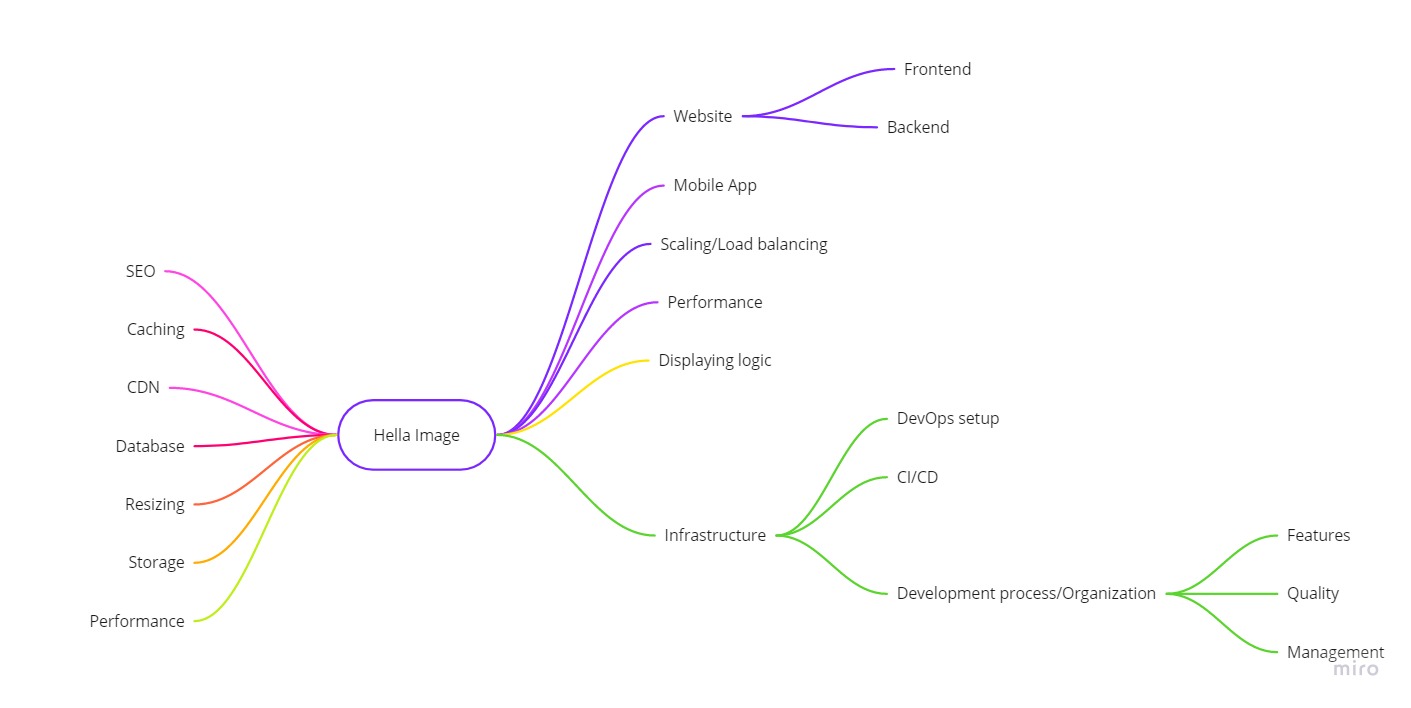 Frontend
Website
Backend
Mobile App
Scaling/Load balancing
Performance
Displaying logic
SEO
Caching
CDN
Database
Resizing
Storage
Performance
Hella Image
DevOps setup
CI/CD
Infrastructure
Development process/Organization
Features
Quality
Management
miro